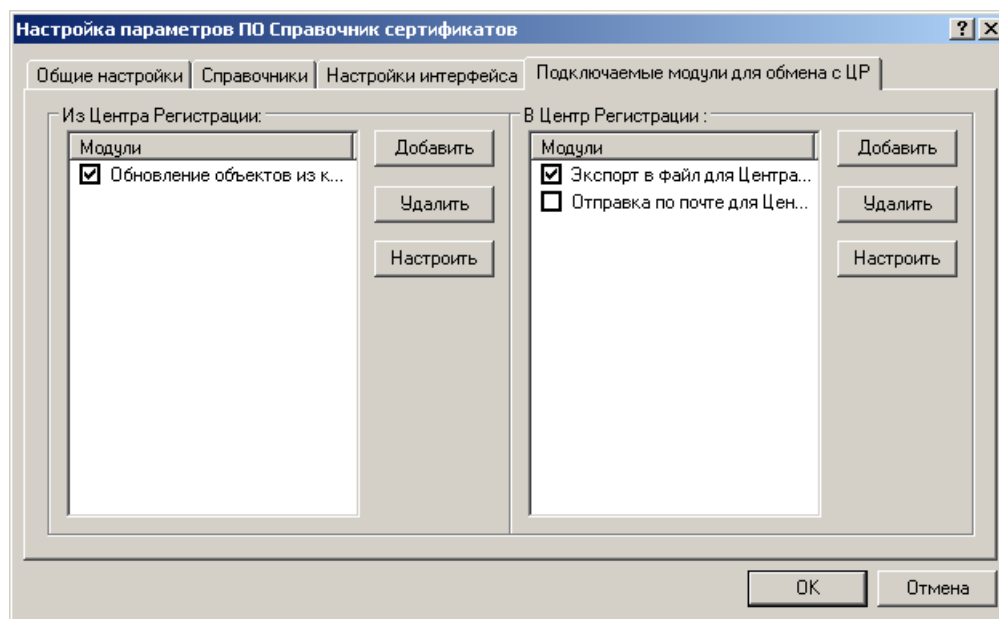 Настройка параметров ПО Справочник сертификатов
Общие настройки
Справочники
Настройки интерфейса
Подключаемые модули для обмена с ЦР
Из Центра Регистрации:
Модули
Обновление объектов из к...
Добавить
Удалить
Настроить
В Центр Регистрации :
Модули
Экспорт в файл для Центра...
Отправка по почте для Цен...
Добавить
Удалить
Настроить
OK
Отмена